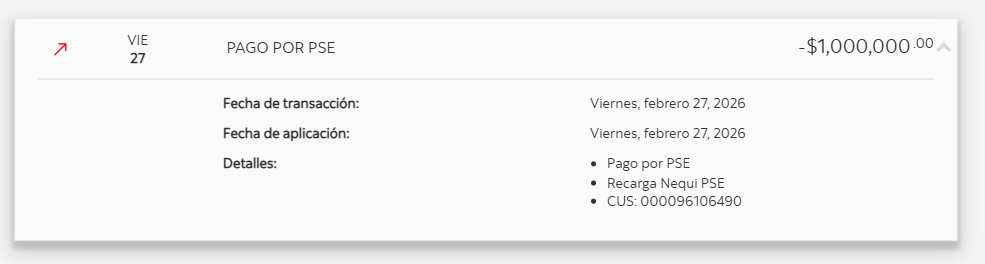 VIE
27
PAGO POR PSE
-$1,000,000.00
Fecha de transacción: Viernes, febrero 27, 2026
Fecha de aplicación: Viernes, febrero 27, 2026
Detalles:
• Pago por PSE
• Recarga Nequi PSE
• CUS: 000096106490